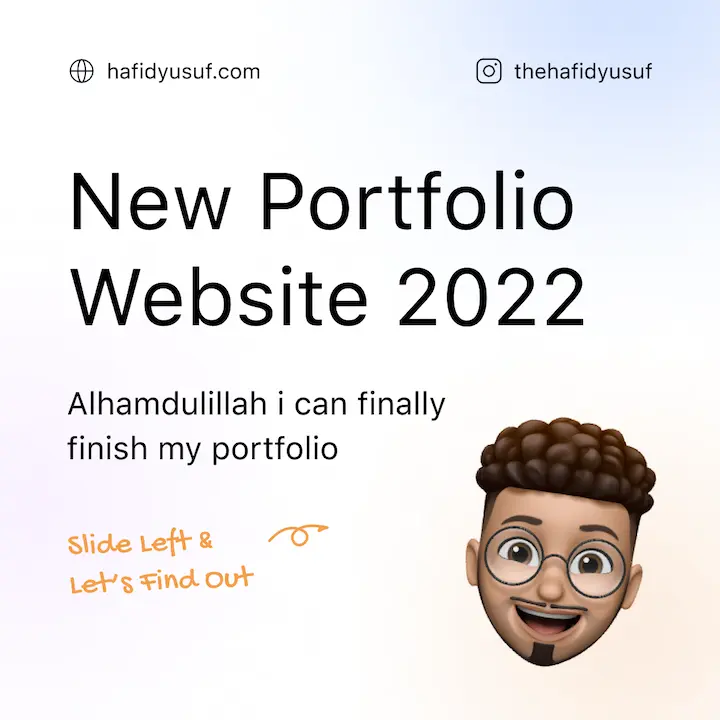 hafidyusuf.com
thehafidyusuf
New Portfolio
Website 2022
Alhamdulillah i can finally
finish my portfolio
Slide Left &
Let's Find Out